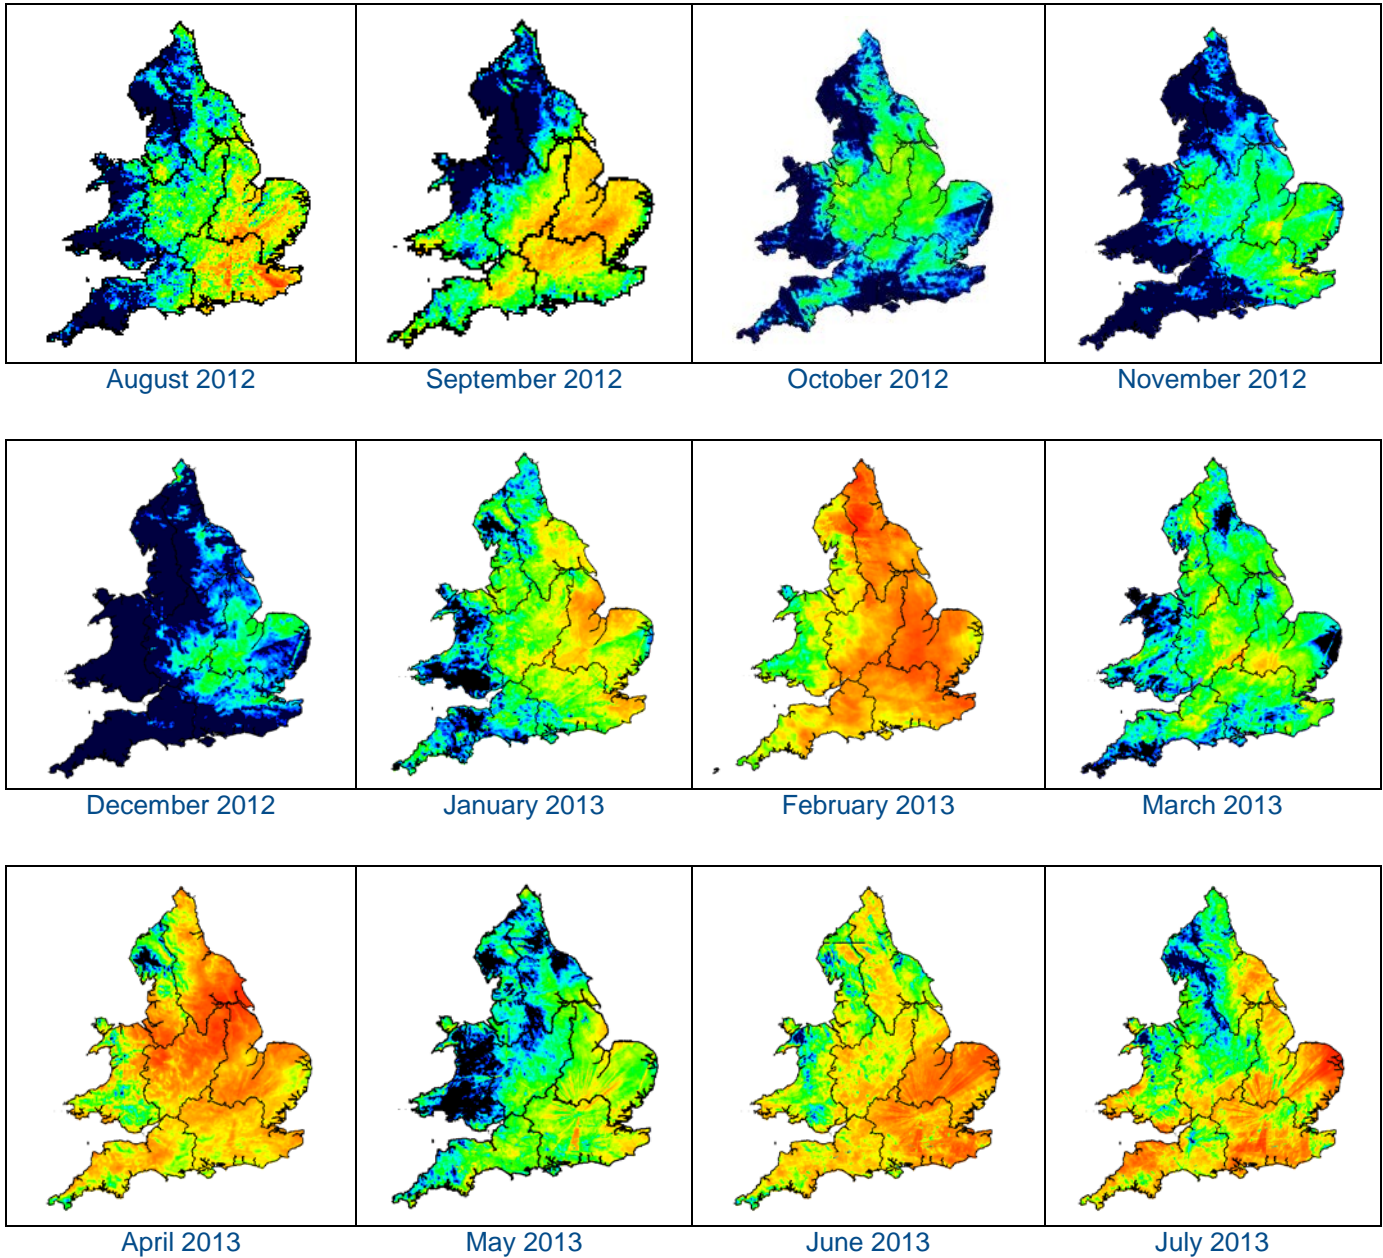 August 2012
September 2012
October 2012
November 2012
December 2012
January 2013
February 2013
March 2013
April 2013
May 2013
June 2013
July 2013